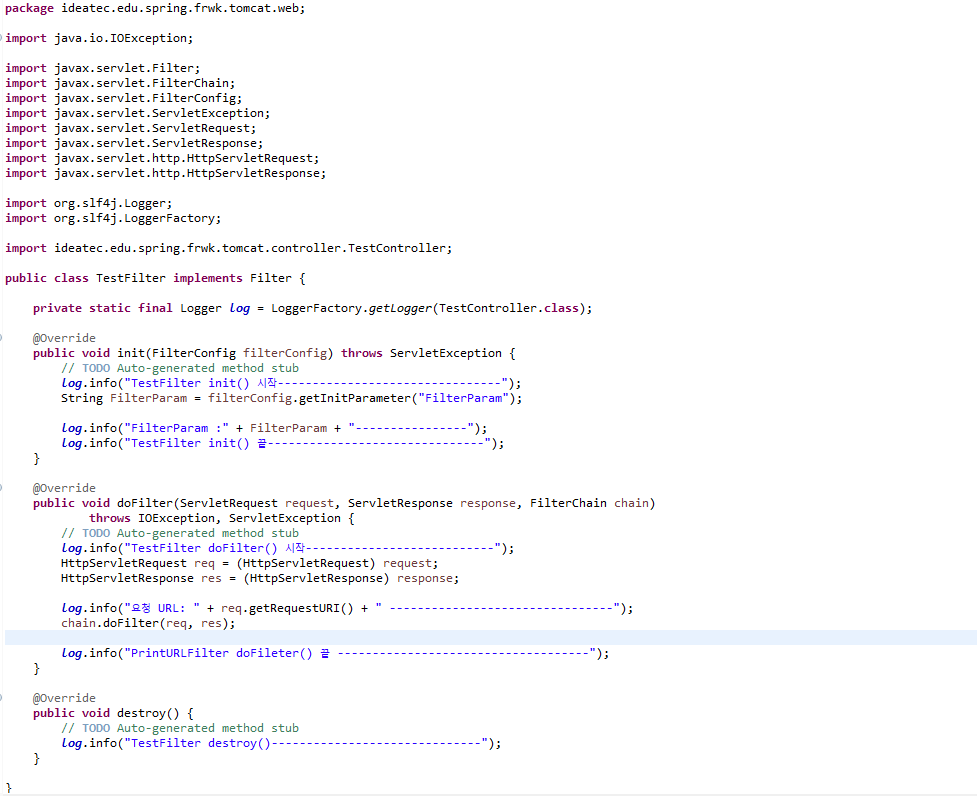 package ideatec.edu.spring.frwk.tomcat.web;
import java.io.IOException;
import javax.servlet.Filter;
import javax.servlet.FilterChain;
import javax.servlet.FilterConfig;
import javax.servlet.ServletException;
import javax.servlet.ServletRequest;
import javax.servlet.ServletResponse;
import javax.servlet.http.HttpServletRequest;
import javax.servlet.http.HttpServletResponse;
import org.slf4j.Logger;
import org.slf4j.LoggerFactory;
import ideatec.edu.spring.frwk.tomcat.controller.TestController;
public class TestFilter implements Filter {
private static final Logger log = LoggerFactory.getLogger(TestController.class);
@Override
public void init(FilterConfig filterConfig) throws ServletException {
// TODO Auto-generated method stub
log.info("TestFilter init() 시작--------------------------------");
String FilterParam = filterConfig.getInitParameter("FilterParam");
log.info("FilterParam :" + FilterParam + "----------------");
log.info("TestFilter init() 끝-------------------------------");
}
@Override
public void doFilter(ServletRequest request, ServletResponse response, FilterChain chain)
throws IOException, ServletException {
// TODO Auto-generated method stub
log.info("TestFilter doFilter() 시작---------------------------");
HttpServletRequest req = (HttpServletRequest) request;
HttpServletResponse res = (HttpServletResponse) response;
log.info("요청 URL: " + req.getRequestURI() + " --------------------------------");
chain.doFilter(req, res);
log.info("PrintURLFilter doFileter() 끝 ------------------------------------");
}
@Override
public void destroy() {
// TODO Auto-generated method stub
log.info("TestFilter destroy()------------------------------");
}
}